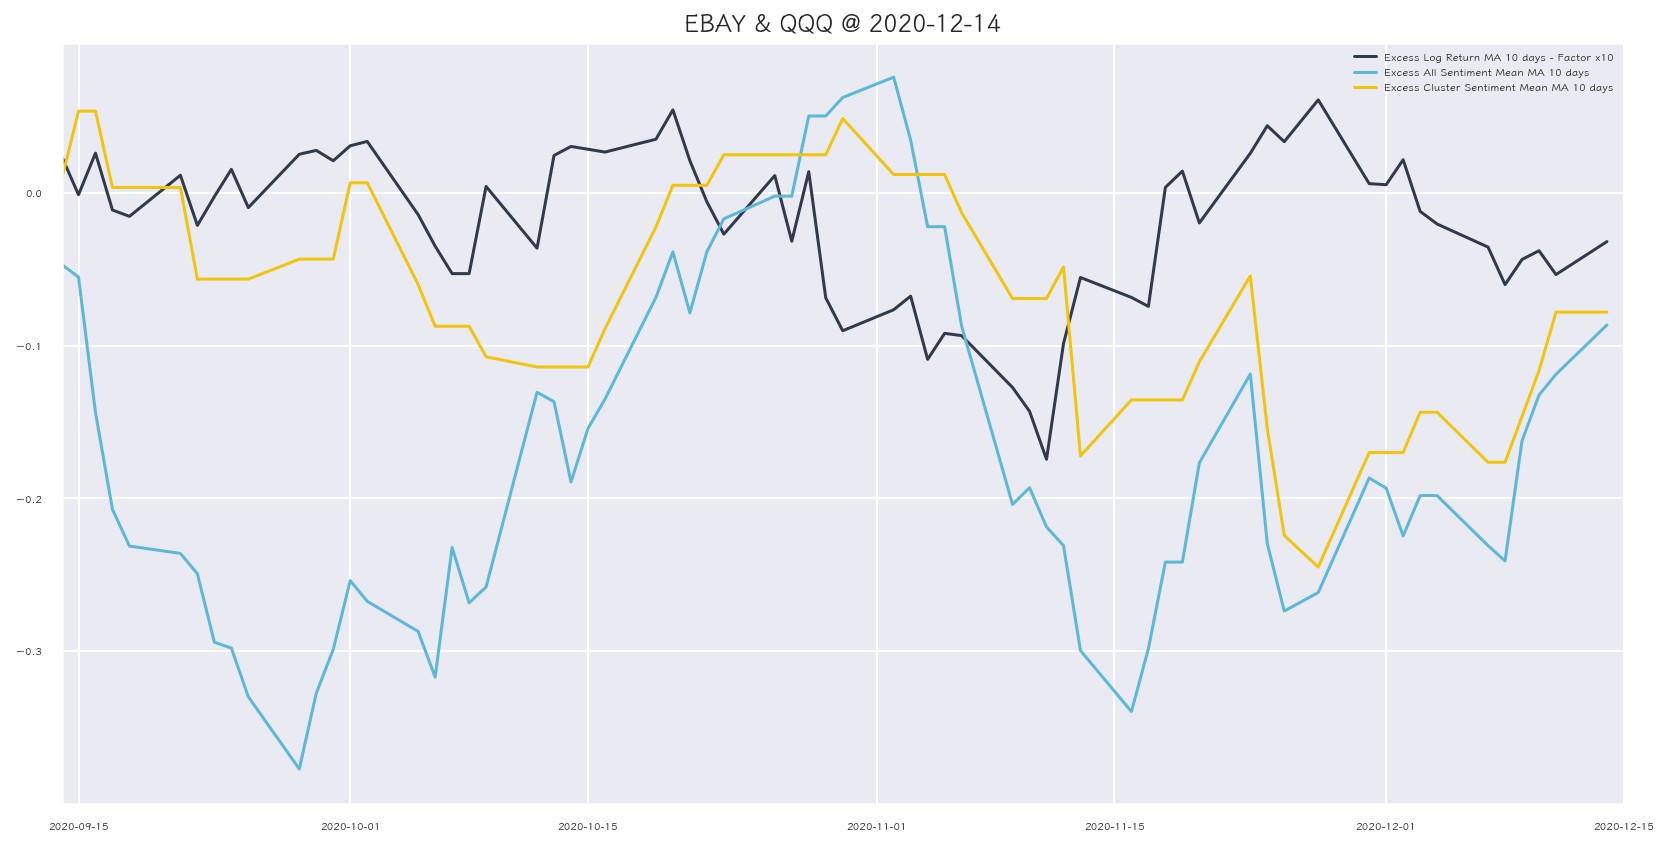 EBAY & QQQ @ 2020-12-14
Excess Log Return MA 10 days - Factor x10
Excess All Sentiment Mean MA 10 days
Excess Cluster Sentiment Mean MA 10 days
0.0
−0.1
−0.2
−0.3
2020-09-15 2020-10-01 2020-10-15 2020-11-01 2020-11-15 2020-12-01 2020-12-15